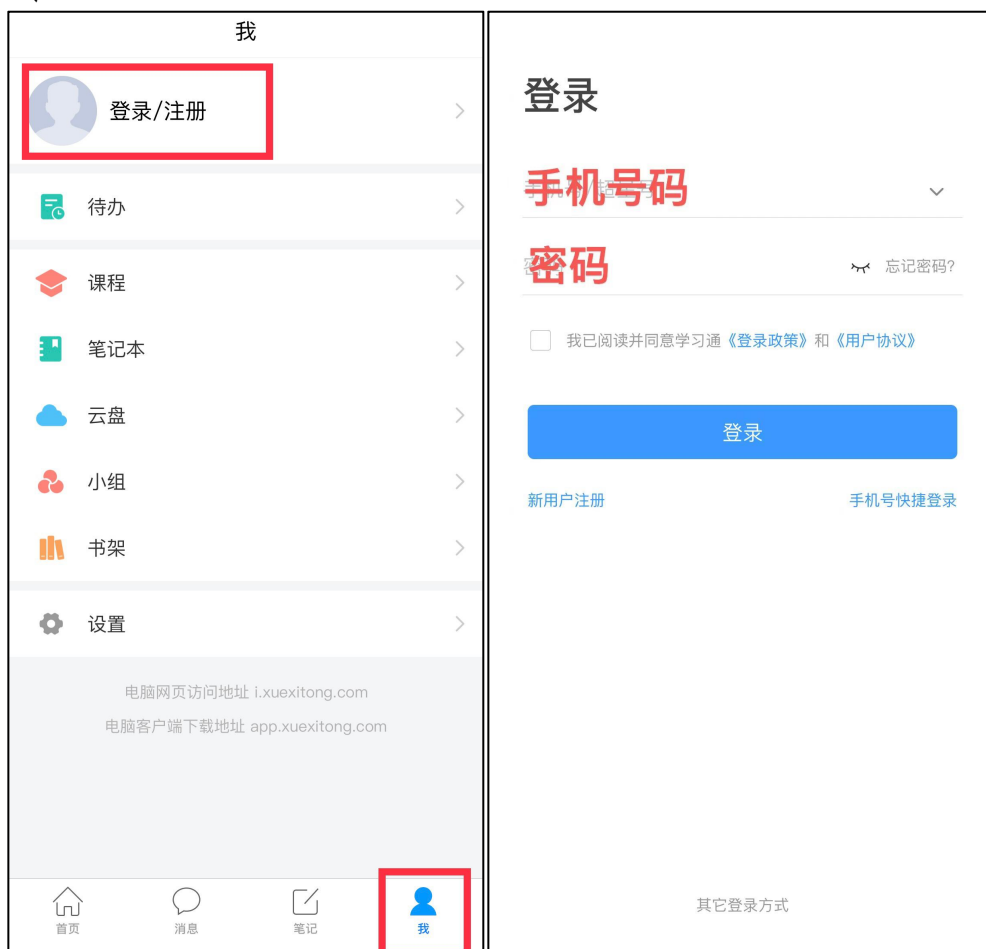 我
登录/注册
待办
课程
笔记本
云盘
小组
书架
设置
电脑网页访问地址 i.xuexitong.com
电脑客户端下载地址 app.xuexitong.com
首页
消息
笔记
我
登录
手机号码
密码
忘记密码?
我已阅读并同意学习通《登录政策》和《用户协议》
登录
新用户注册
手机号快捷登录
其它登录方式